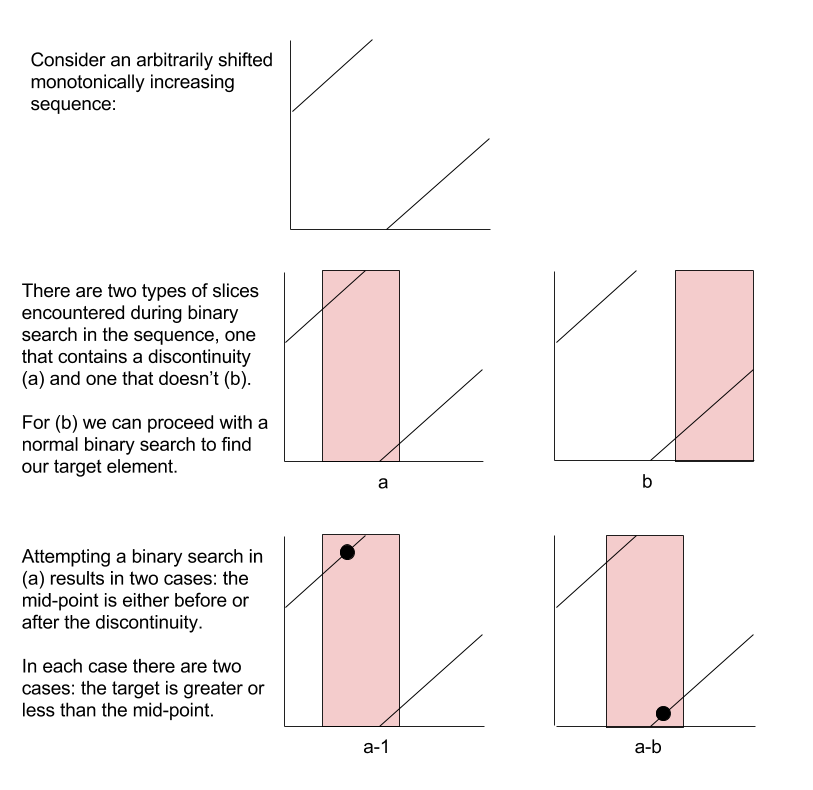 Consider an arbitrarily shifted
monotonically increasing
sequence:
There are two types of slices
encountered during binary
search in the sequence, one
that contains a discontinuity
(a) and one that doesn’t (b).
For (b) we can proceed with a
normal binary search to find
our target element.
a
b
Attempting a binary search in
(a) results in two cases: the
mid-point is either before or
after the discontinuity.
In each case there are two
cases: the target is greater or
less than the mid-point.
a-1
a-b